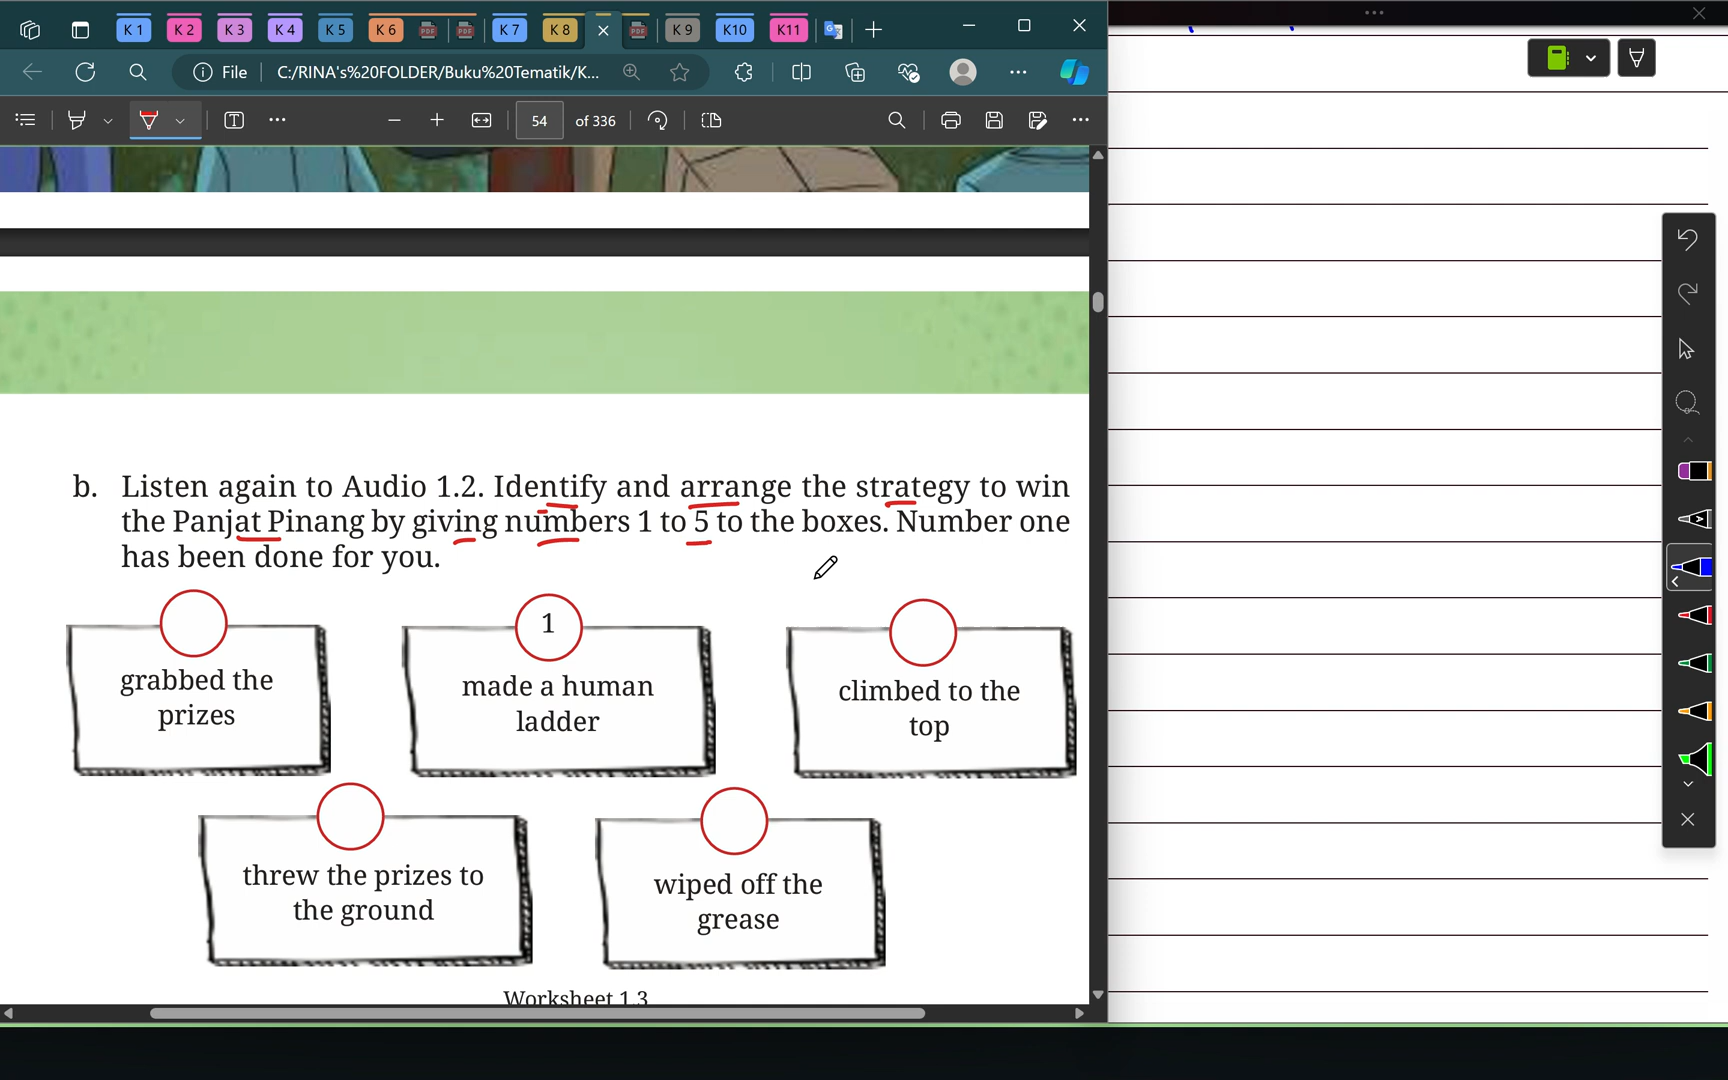 K 1
K 2
K 3
K 4
K 5
K 6
PDF
PDF
K 7
K 8
PDF
K 9
K10
K11
File
C:/RINA's%20FOLDER/Buku%20Tematik/K...
54
of 336
b. Listen again to Audio 1.2. Identify and arrange the strategy to win
the Panjat Pinang by giving numbers 1 to 5 to the boxes. Number one
has been done for you.
grabbed the
prizes
1
made a human
ladder
climbed to the
top
threw the prizes to
the ground
wiped off the
grease
Worksheet 1.3